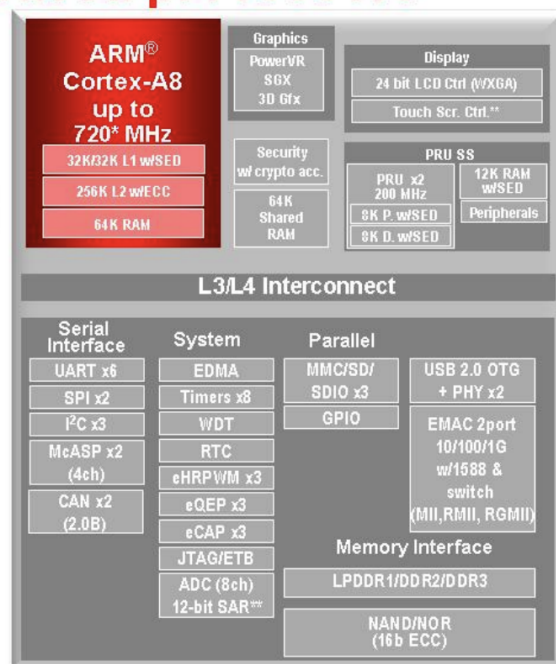 ARM®
Cortex-A8
up to
720* MHz
32K/32K L1 w/SED
256K L2 w/ECC
64K RAM
Graphics
PowerVR
SGX
3D Gfx
Display
24 bit LCD Ctrl (WXGA)
Touch Scr. Ctrl.**
Security
w/ crypto acc.
64K
Shared
RAM
PRU SS
PRU x2
200 MHz
8K P. w/SED
8K D. w/SED
12K RAM
w/SED
Peripherals
L3/L4 Interconnect
Serial
Interface
UART x6
SPI x2
I²C x3
McASP x2
(4ch)
CAN x2
(2.0B)
System
EDMA
Timers x8
WDT
RTC
eHRPWM x3
eQEP x3
eCAP x3
JTAG/ETB
ADC (8ch)
12-bit SAR**
Parallel
MMC/SD/
SDIO x3
GPIO
USB 2.0 OTG
+ PHY x2
EMAC 2port
10/100/1G
w/1588 &
switch
(MII,RMII, RGMII)
Memory Interface
LPDDR1/DDR2/DDR3
NAND/NOR
(16b ECC)